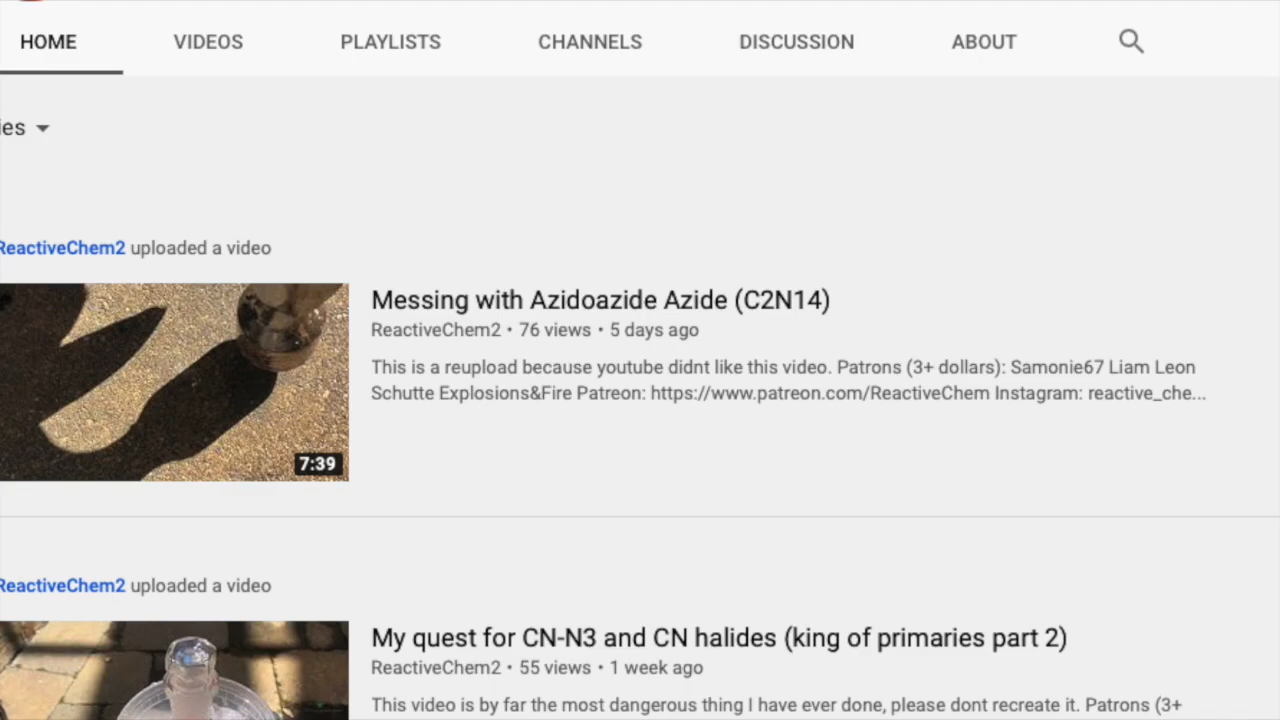 HOME VIDEOS PLAYLISTS CHANNELS DISCUSSION ABOUT
ies
ReactiveChem2 uploaded a video
Messing with Azidoazide Azide (C2N14)
ReactiveChem2 • 76 views • 5 days ago
This is a reupload because youtube didnt like this video. Patrons (3+ dollars): Samonie67 Liam Leon
Schutte Explosions&Fire Patreon: https://www.patreon.com/ReactiveChem Instagram: reactive_che...
7:39
ReactiveChem2 uploaded a video
My quest for CN-N3 and CN halides (king of primaries part 2)
ReactiveChem2 • 55 views • 1 week ago
This video is by far the most dangerous thing I have ever done, please dont recreate it. Patrons (3+